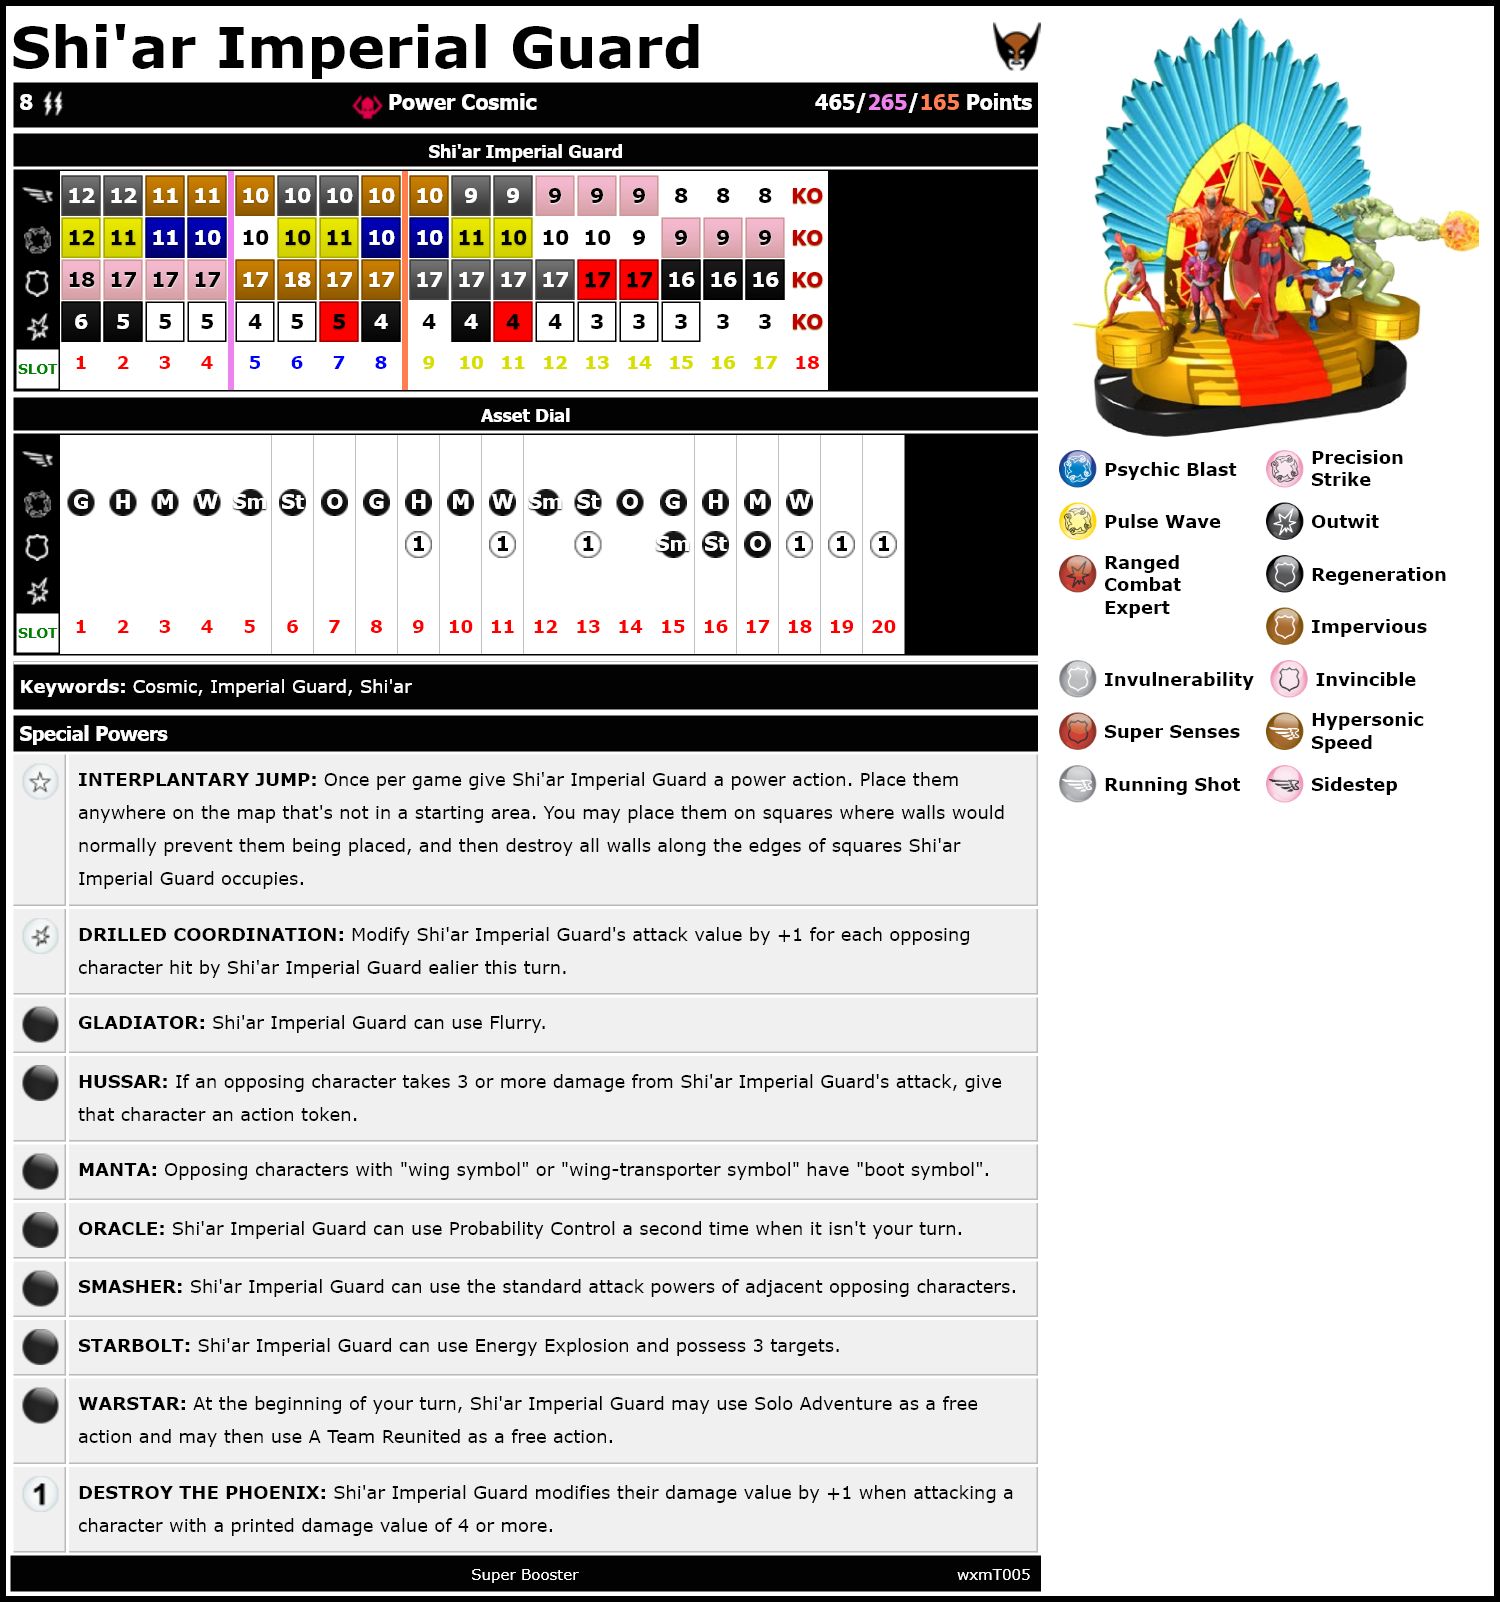 Shi'ar Imperial Guard
8 Power Cosmic 465/265/165 Points
Shi'ar Imperial Guard
12 12 11 11 10 10 10 10 10 9 9 9 9 9 8 8 8 KO
12 11 11 10 10 10 11 10 10 11 10 10 10 9 9 9 9 KO
18 17 17 17 17 18 17 17 17 17 17 17 17 17 16 16 16 KO
6 5 5 5 4 5 5 4 4 4 4 4 3 3 3 3 3 KO
SLOT 1 2 3 4 5 6 7 8 9 10 11 12 13 14 15 16 17 18
Asset Dial
G H M W Sm St O G H M W Sm St O G H M W
1 1 1 Sm St O 1 1 1
SLOT 1 2 3 4 5 6 7 8 9 10 11 12 13 14 15 16 17 18 19 20
Keywords: Cosmic, Imperial Guard, Shi'ar
Special Powers
INTERPLANTARY JUMP: Once per game give Shi'ar Imperial Guard a power action. Place them
anywhere on the map that's not in a starting area. You may place them on squares where walls would
normally prevent them being placed, and then destroy all walls along the edges of squares Shi'ar
Imperial Guard occupies.
DRILLED COORDINATION: Modify Shi'ar Imperial Guard's attack value by +1 for each opposing
character hit by Shi'ar Imperial Guard ealier this turn.
GLADIATOR: Shi'ar Imperial Guard can use Flurry.
HUSSAR: If an opposing character takes 3 or more damage from Shi'ar Imperial Guard's attack, give
that character an action token.
MANTA: Opposing characters with "wing symbol" or "wing-transporter symbol" have "boot symbol".
ORACLE: Shi'ar Imperial Guard can use Probability Control a second time when it isn't your turn.
SMASHER: Shi'ar Imperial Guard can use the standard attack powers of adjacent opposing characters.
STARBOLT: Shi'ar Imperial Guard can use Energy Explosion and possess 3 targets.
WARSTAR: At the beginning of your turn, Shi'ar Imperial Guard may use Solo Adventure as a free
action and may then use A Team Reunited as a free action.
1 DESTROY THE PHOENIX: Shi'ar Imperial Guard modifies their damage value by +1 when attacking a
character with a printed damage value of 4 or more.
Super Booster wxmT005
Psychic Blast
Precision
Strike
Pulse Wave
Outwit
Ranged
Combat
Expert
Regeneration
Impervious
Invulnerability
Invincible
Super Senses
Hypersonic
Speed
Running Shot
Sidestep